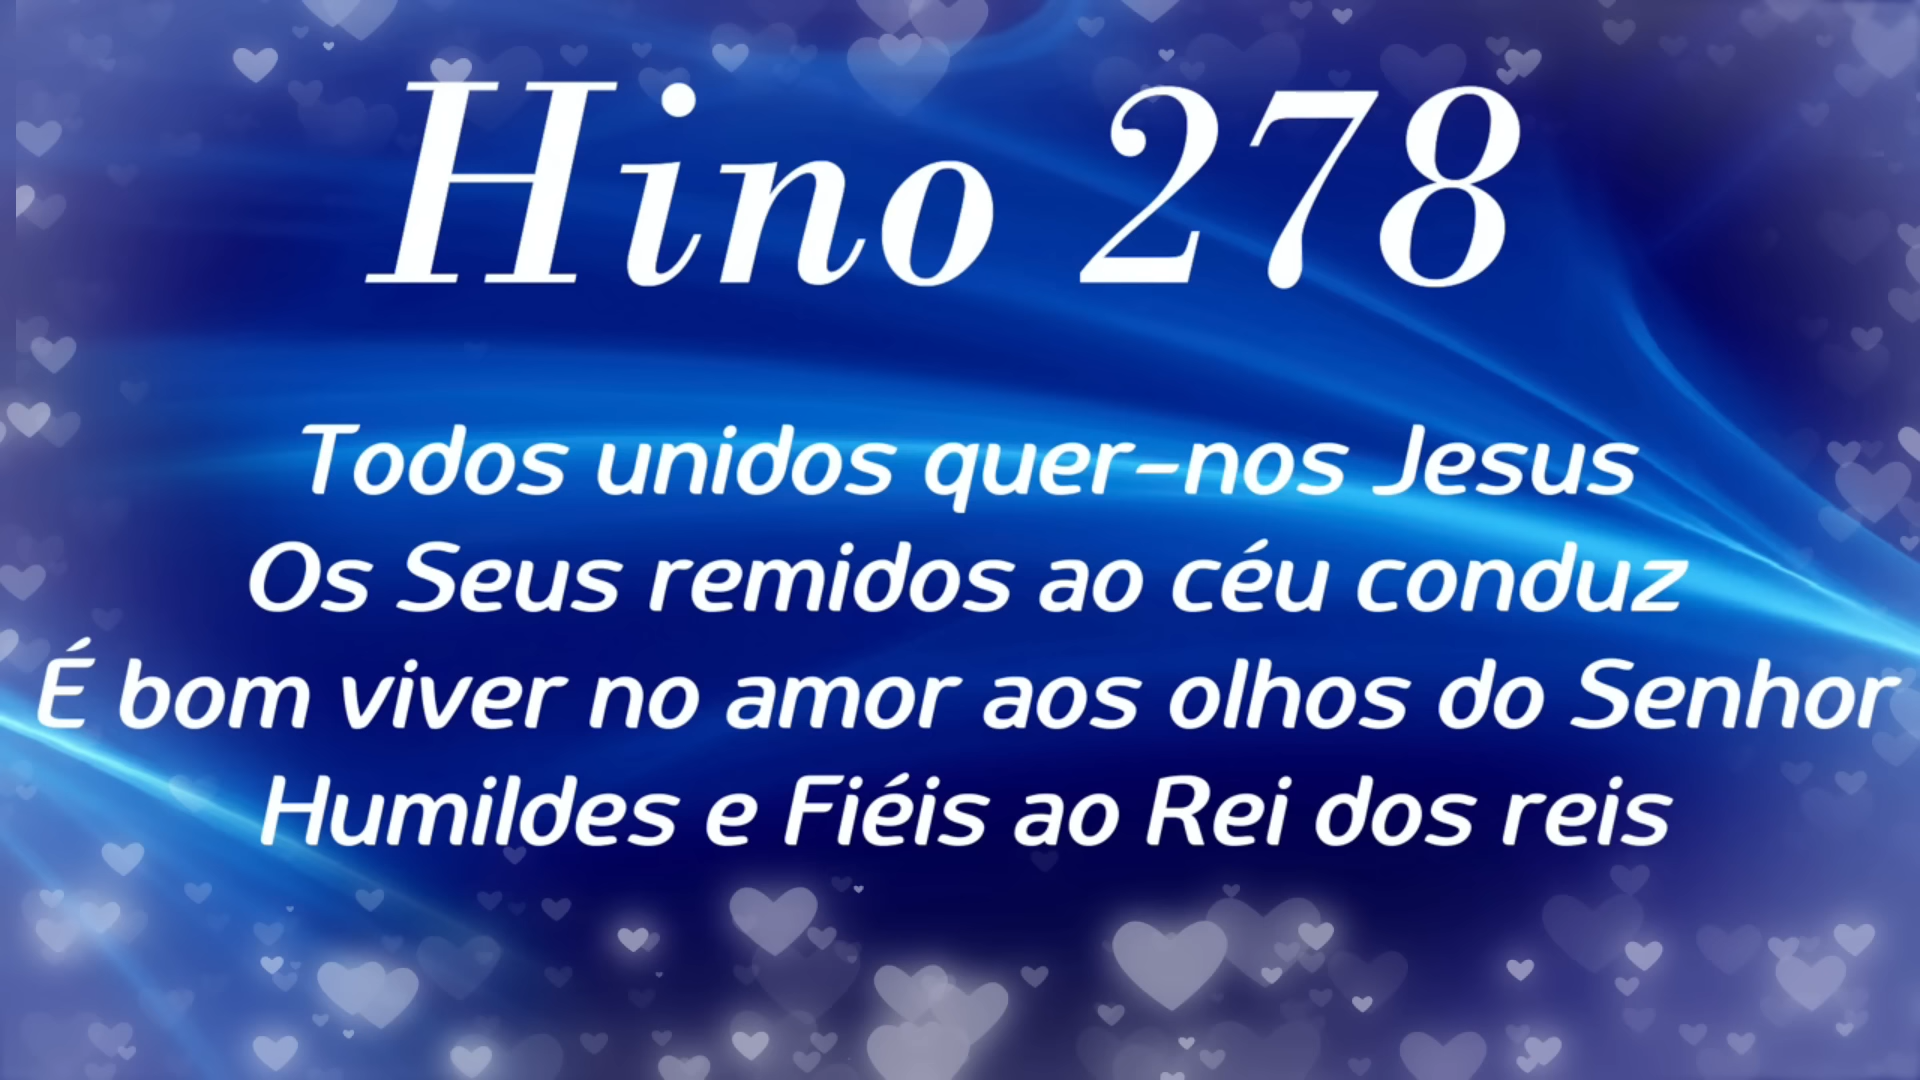 Hino 278
Todos unidos quer-nos Jesus
Os Seus remidos ao céu conduz
É bom viver no amor aos olhos do Senhor
Humildes e Fiéis ao Rei dos reis